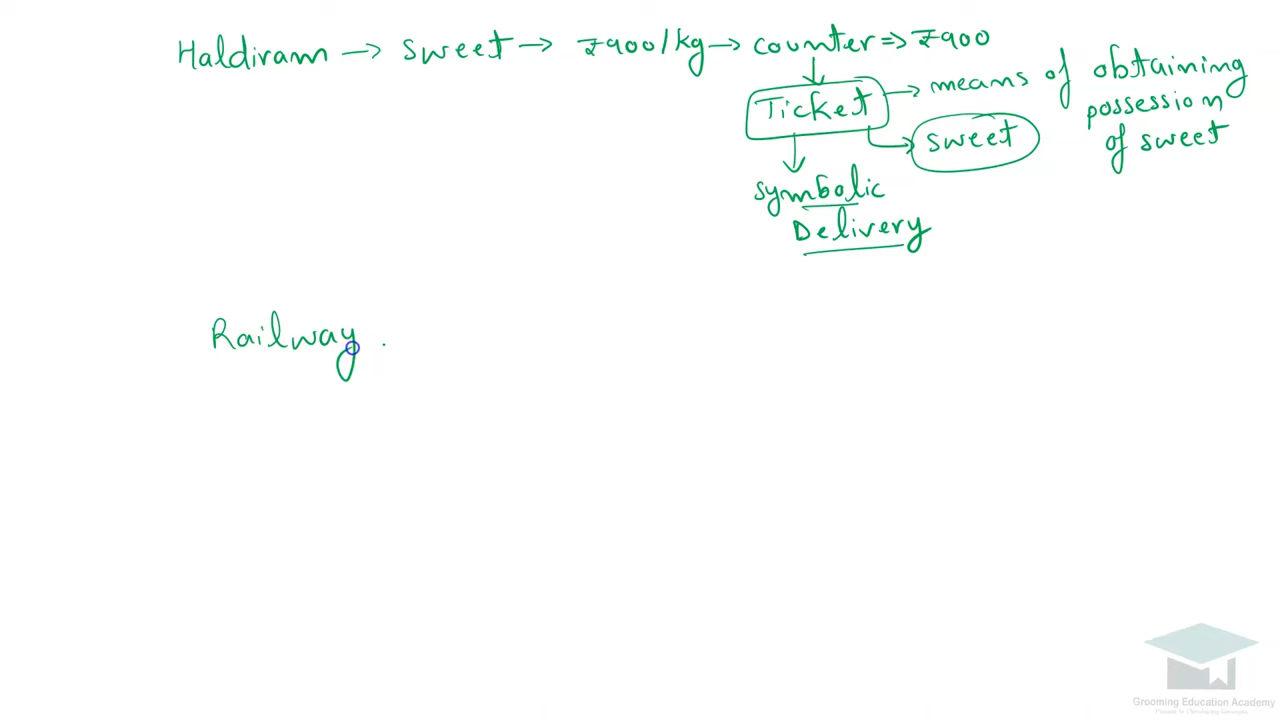 Haldiram → sweet → ₹900/kg → counter ⇒ ₹900
Ticket → means of obtaining
possession
of sweet
sweet
symbolic
Delivery
Railway .
Grooming Education Academy